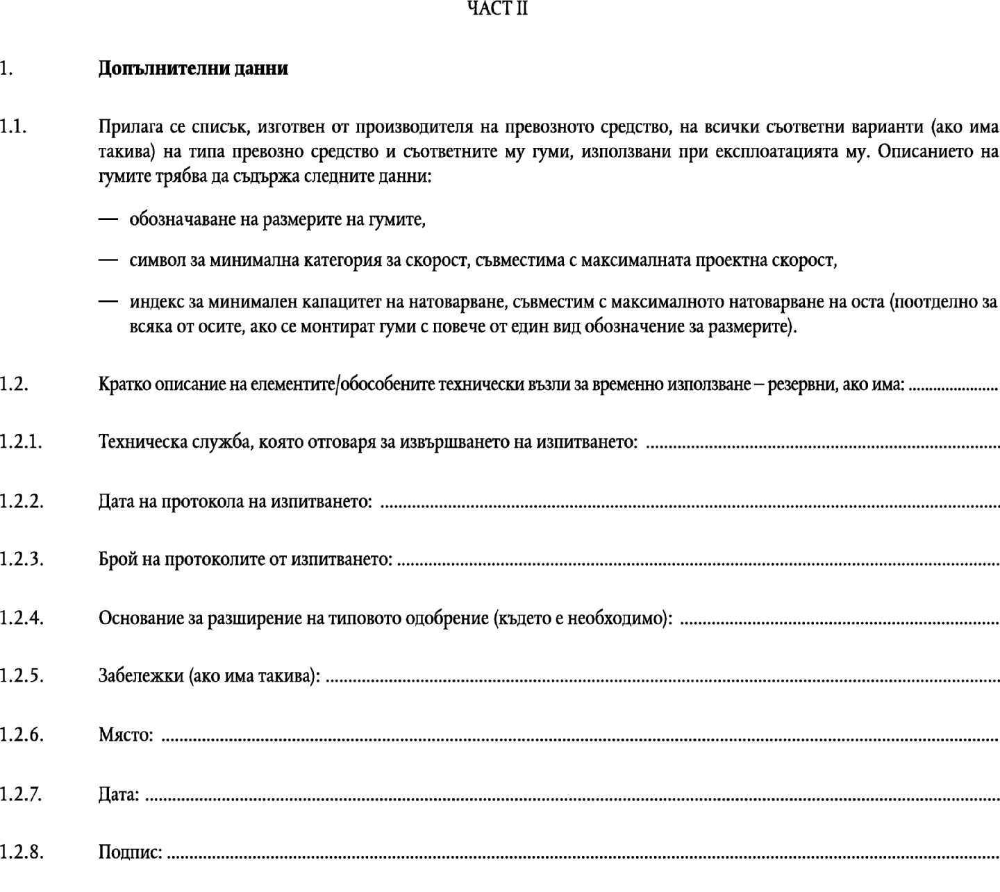 ЧАСТ II
1. Допълнителни данни
1.1. Прилага се списък, изготвен от производителя на превозното средство, на всички съответни варианти (ако има
такива) на типа превозно средство и съответните му гуми, използвани при експлоатацията му. Описанието на
гумите трябва да съдържа следните данни:
— обозначаване на размерите на гумите,
— символ за минимална категория за скорост, съвместима с максималната проектна скорост,
— индекс за минимален капацитет на натоварване, съвместим с максималното натоварване на оста (поотделно за
всяка от осите, ако се монтират гуми с повече от един вид обозначение за размерите).
1.2. Кратко описание на елементите/обособените технически възли за временно използване – резервни, ако има: ......................
1.2.1. Техническа служба, която отговаря за извършването на изпитването: ..............................
1.2.2. Дата на протокола на изпитването: ..............................
1.2.3. Брой на протоколите от изпитването: ..............................
1.2.4. Основание за разширение на типовото одобрение (където е необходимо): ..............................
1.2.5. Забележки (ако има такива): ..............................
1.2.6. Място: ..............................
1.2.7. Дата: ..............................
1.2.8. Подпис: ..............................